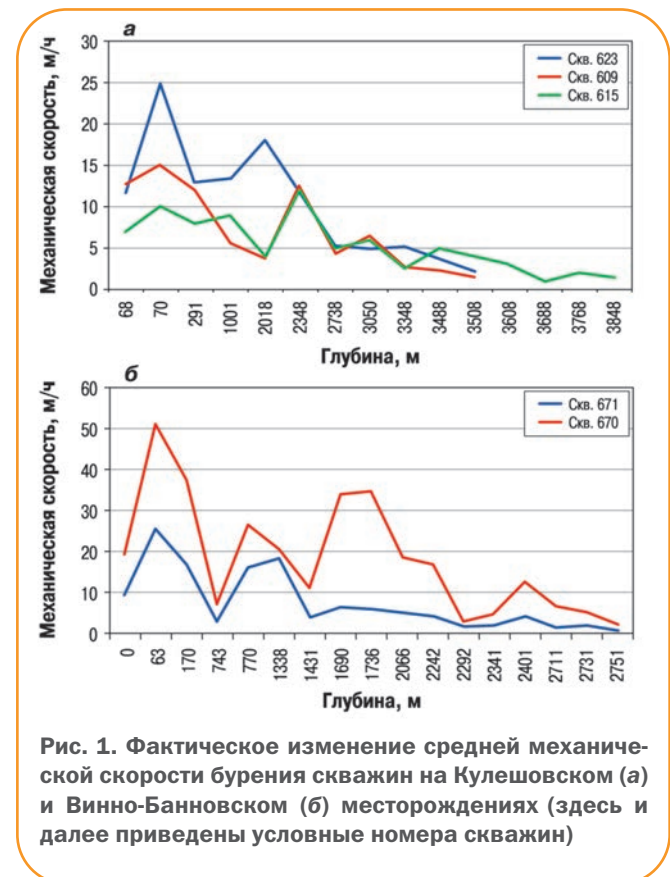 а
Механическая скорость, м/ч
30
25
20
15
10
5
0
Скв. 623
Скв. 609
Скв. 615
68 70 291 1001 2018 2348 2738 3050 3348 3488 3508 3608 3688 3768 3848
Глубина, м
б
Механическая скорость, м/ч
60
50
40
30
20
10
0
Скв. 671
Скв. 670
0 63 170 743 770 1338 1431 1690 1736 2066 2242 2292 2341 2401 2711 2731 2751
Глубина, м
Рис. 1. Фактическое изменение средней механиче-
ской скорости бурения скважин на Кулешовском (а)
и Винно-Банновском (б) месторождениях (здесь и
далее приведены условные номера скважин)